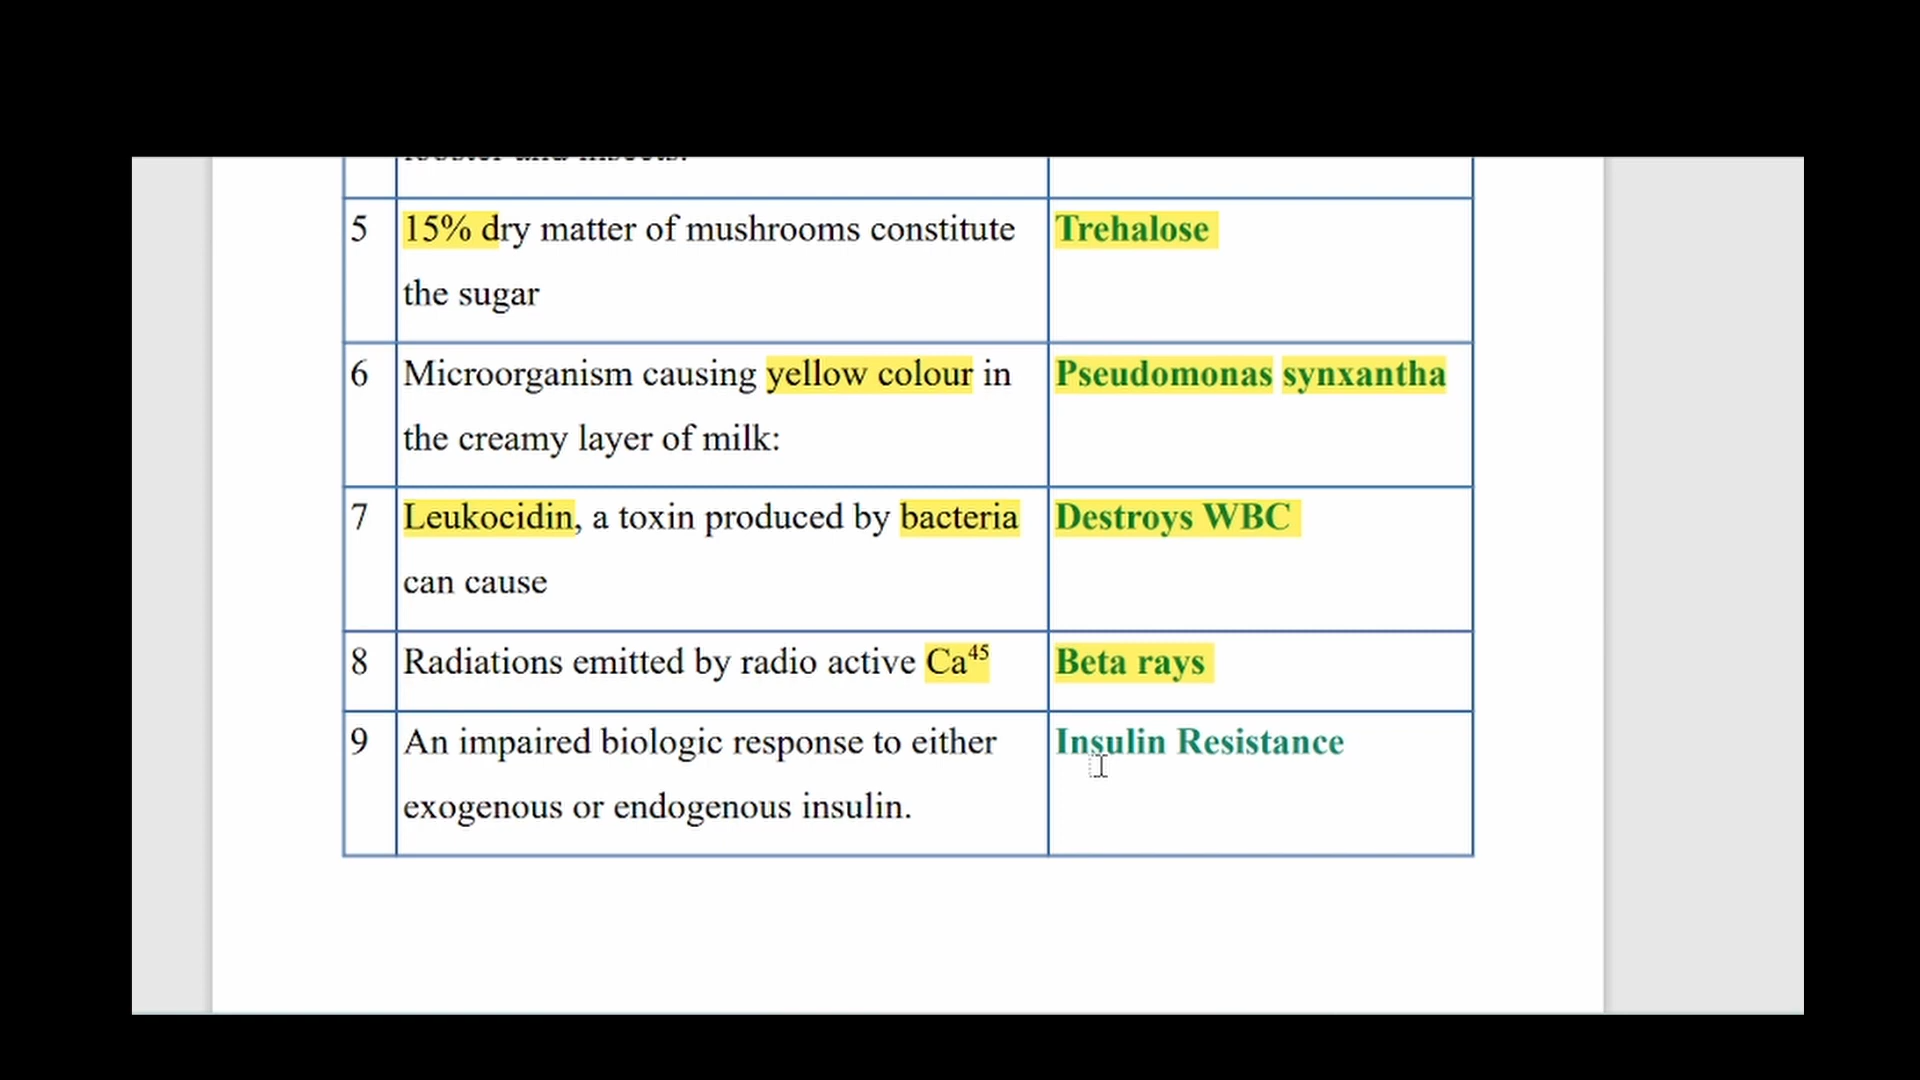 5 15% dry matter of mushrooms constitute Trehalose
the sugar
6 Microorganism causing yellow colour in Pseudomonas synxantha
the creamy layer of milk:
7 Leukocidin, a toxin produced by bacteria Destroys WBC
can cause
8 Radiations emitted by radio active Ca⁴⁵ Beta rays
9 An impaired biologic response to either Insulin Resistance
exogenous or endogenous insulin.